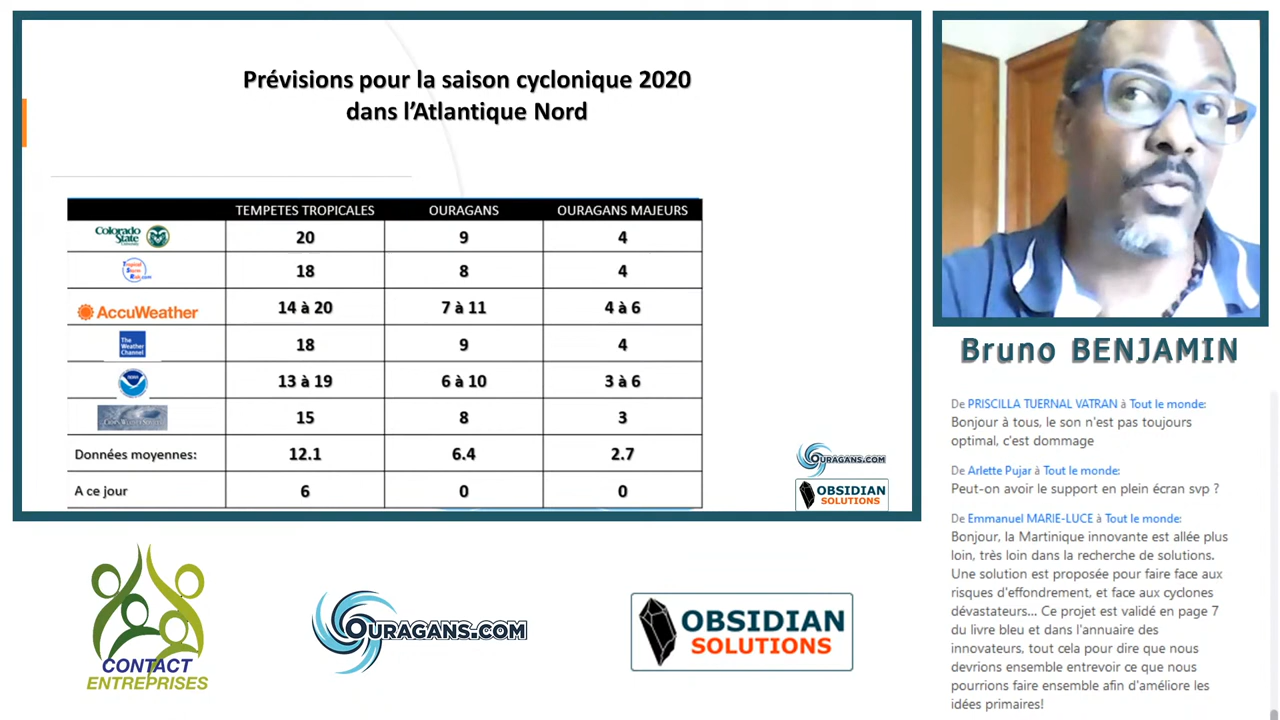 Prévisions pour la saison cyclonique 2020
dans l'Atlantique Nord
TEMPETES TROPICALES OURAGANS OURAGANS MAJEURS
Colorado State University 20 9 4
Tropical Storm Risk.com 18 8 4
AccuWeather 14 à 20 7 à 11 4 à 6
The Weather Channel 18 9 4
13 à 19 6 à 10 3 à 6
15 8 3
Données moyennes: 12.1 6.4 2.7
A ce jour 6 0 0
OURAGANS.COM
OBSIDIAN
SOLUTIONS
Bruno BENJAMIN
De PRISCILLA TUERNAL VATRAN à Tout le monde:
Bonjour à tous, le son n'est pas toujours
optimal, c'est dommage
De Arlette Pujar à Tout le monde:
Peut-on avoir le support en plein écran svp ?
De Emmanuel MARIE-LUCE à Tout le monde:
Bonjour, la Martinique innovante est allée plus
loin, très loin dans la recherche de solutions.
Une solution est proposée pour faire face aux
risques d'effondrement, et face aux cyclones
dévastateurs... Ce projet est validé en page 7
du livre bleu et dans l'annuaire des
innovateurs, tout cela pour dire que nous
devrions ensemble entrevoir ce que nous
pourrions faire ensemble afin d'améliore les
idées primaires!
CONTACT
ENTREPRISES
OURAGANS.COM
OBSIDIAN
SOLUTIONS